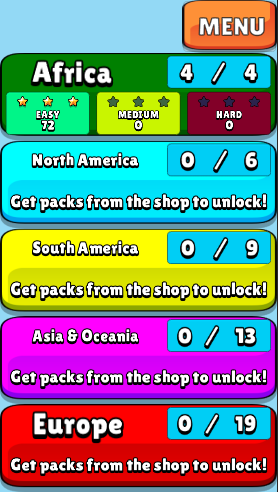 MENU
Africa 4 / 4
EASY MEDIUM HARD
72 0 0
North America 0 / 6
Get packs from the shop to unlock!
South America 0 / 9
Get packs from the shop to unlock!
Asia & Oceania 0 / 13
Get packs from the shop to unlock!
Europe 0 / 19
Get packs from the shop to unlock!